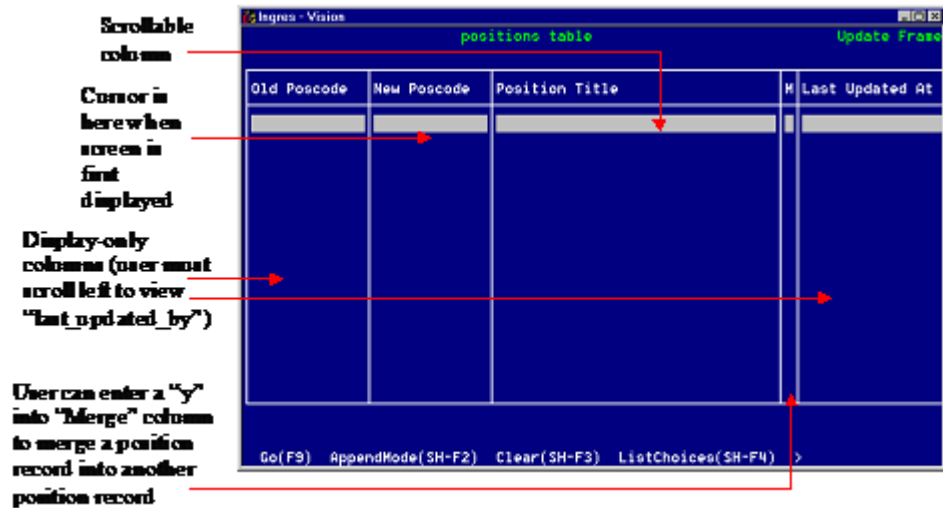 Scrollable
column
Cursor is
here when
screen is
first
displayed
Display-only
columns (user must
scroll left to view
"last_updated_by")
User can enter a "y"
into "Merge" column
to merge a position
record into another
position record
Ingres - Vision
positions table Update Frame
Old Poscode New Poscode Position Title M Last Updated At
Go(F9) AppendMode(SH-F2) Clear(SH-F3) ListChoices(SH-F4) >